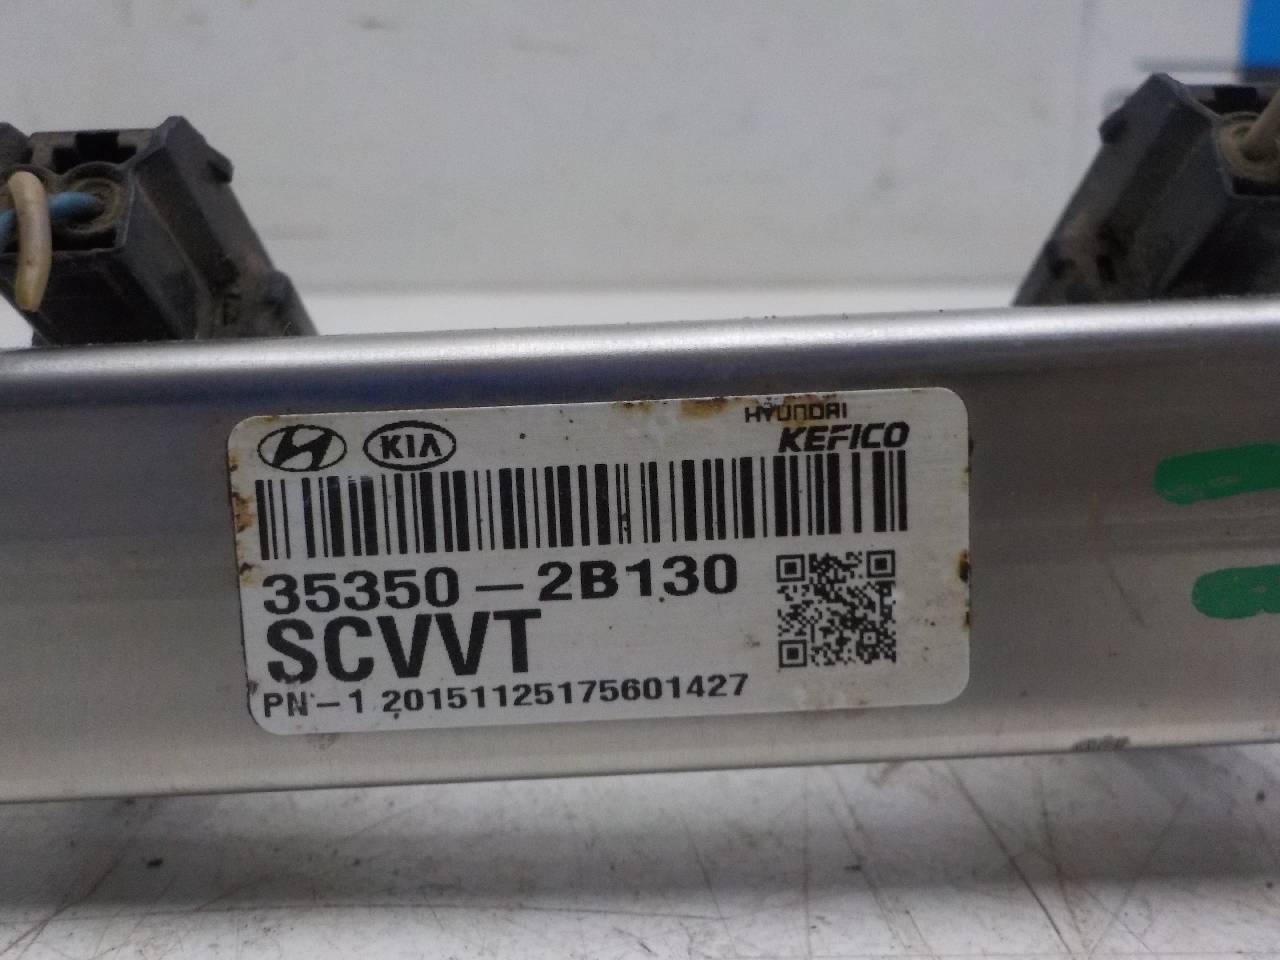 KIA
HYUNDAI
KEFICO
35350-2B130
SCVVT
PN-1 20151125175601427